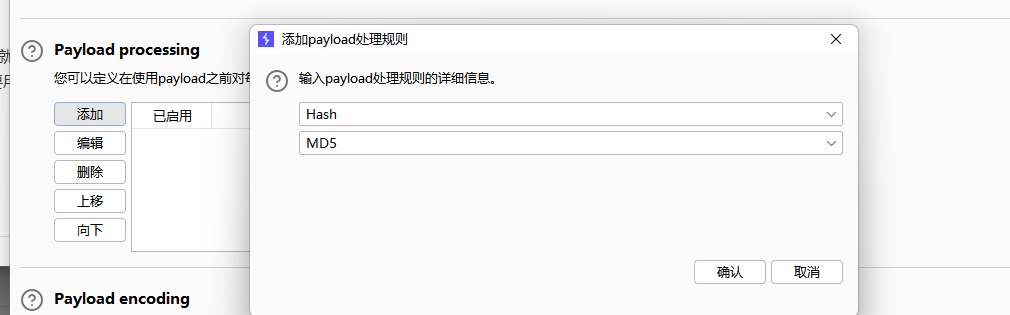 就
Payload processing
您可以定义在使用payload之前对每
添加
已启用
编辑
删除
上移
向下
Payload encoding
添加payload处理规则
输入payload处理规则的详细信息。
Hash
MD5
确认
取消